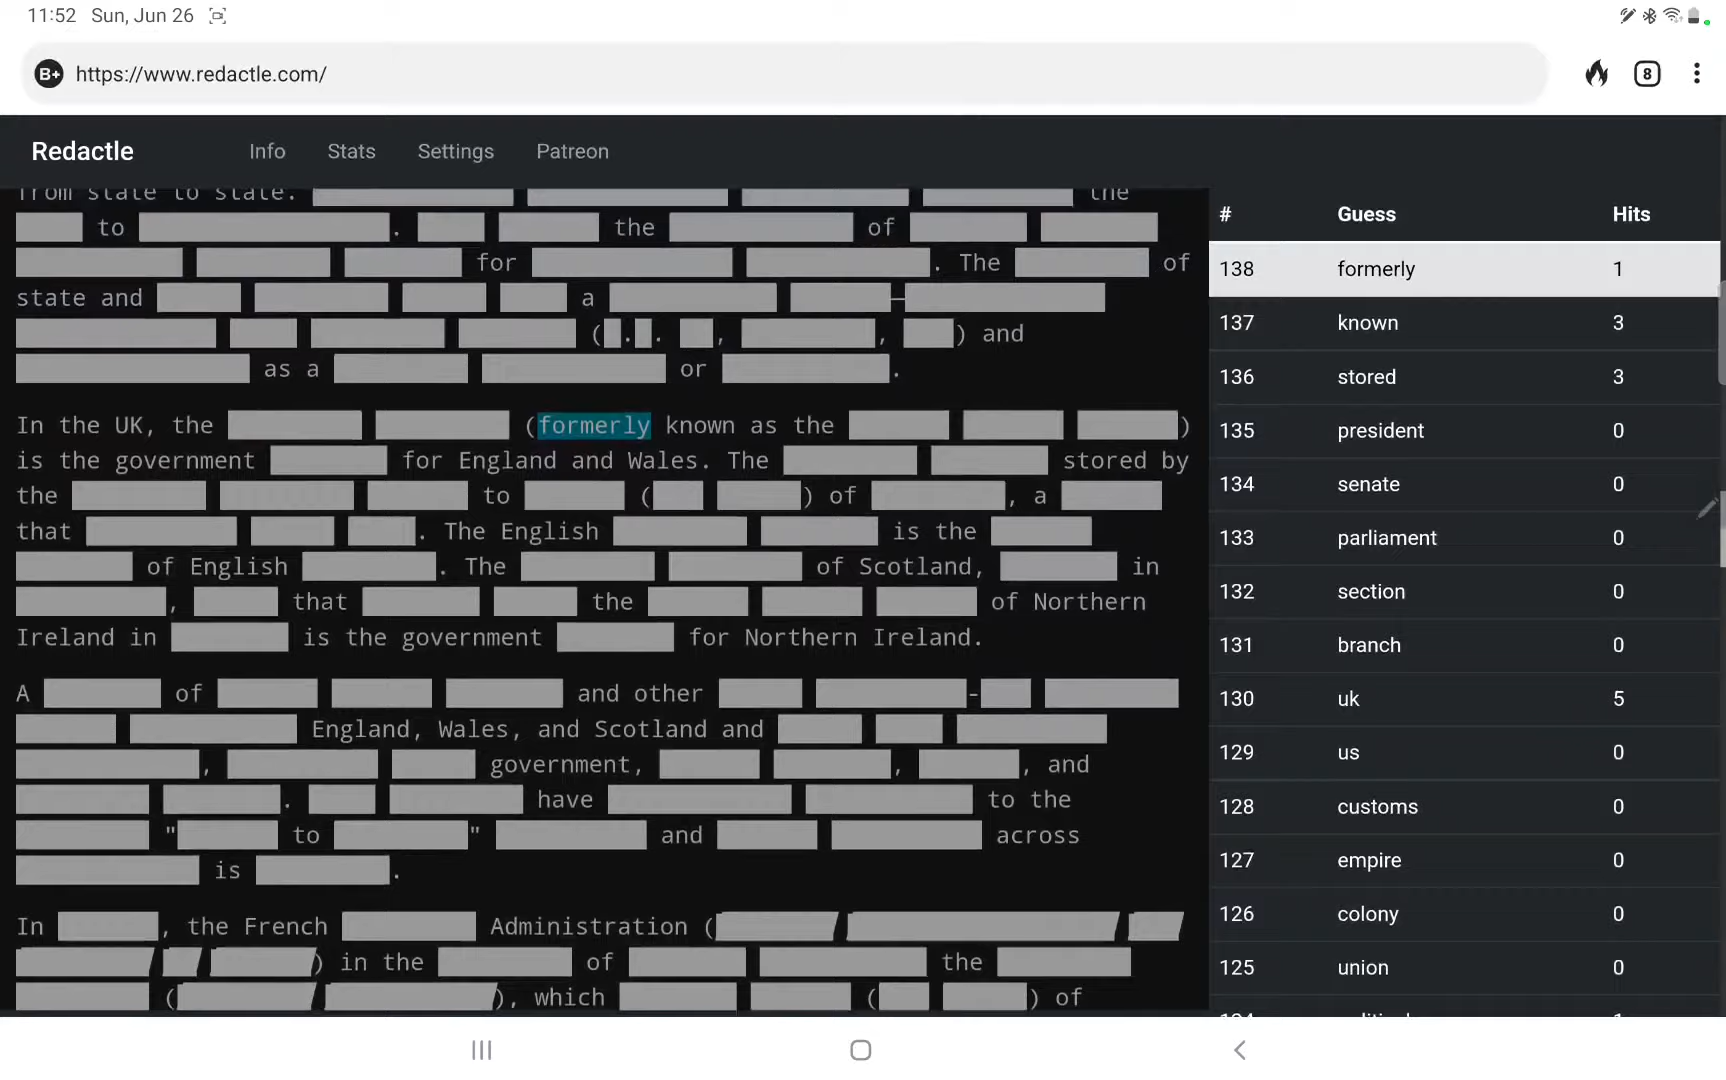 11:52 Sun, Jun 26
B+ https://www.redactle.com/ 8
Redactle Info Stats Settings Patreon
from state to state. the
to . the of
for . The of
state and a –
( . . , , ) and
as a or .
In the UK, the (formerly known as the )
is the government for England and Wales. The stored by
the to ( ) of , a
that . The English is the
of English . The of Scotland, in
, that the of Northern
Ireland in is the government for Northern Ireland.
A of and other -
England, Wales, and Scotland and
, government, , , and
. have to the
" to " and across
is .
In , the French Administration (
) in the of the
( ), which ( ) of
# Guess Hits
138 formerly 1
137 known 3
136 stored 3
135 president 0
134 senate 0
133 parliament 0
132 section 0
131 branch 0
130 uk 5
129 us 0
128 customs 0
127 empire 0
126 colony 0
125 union 0